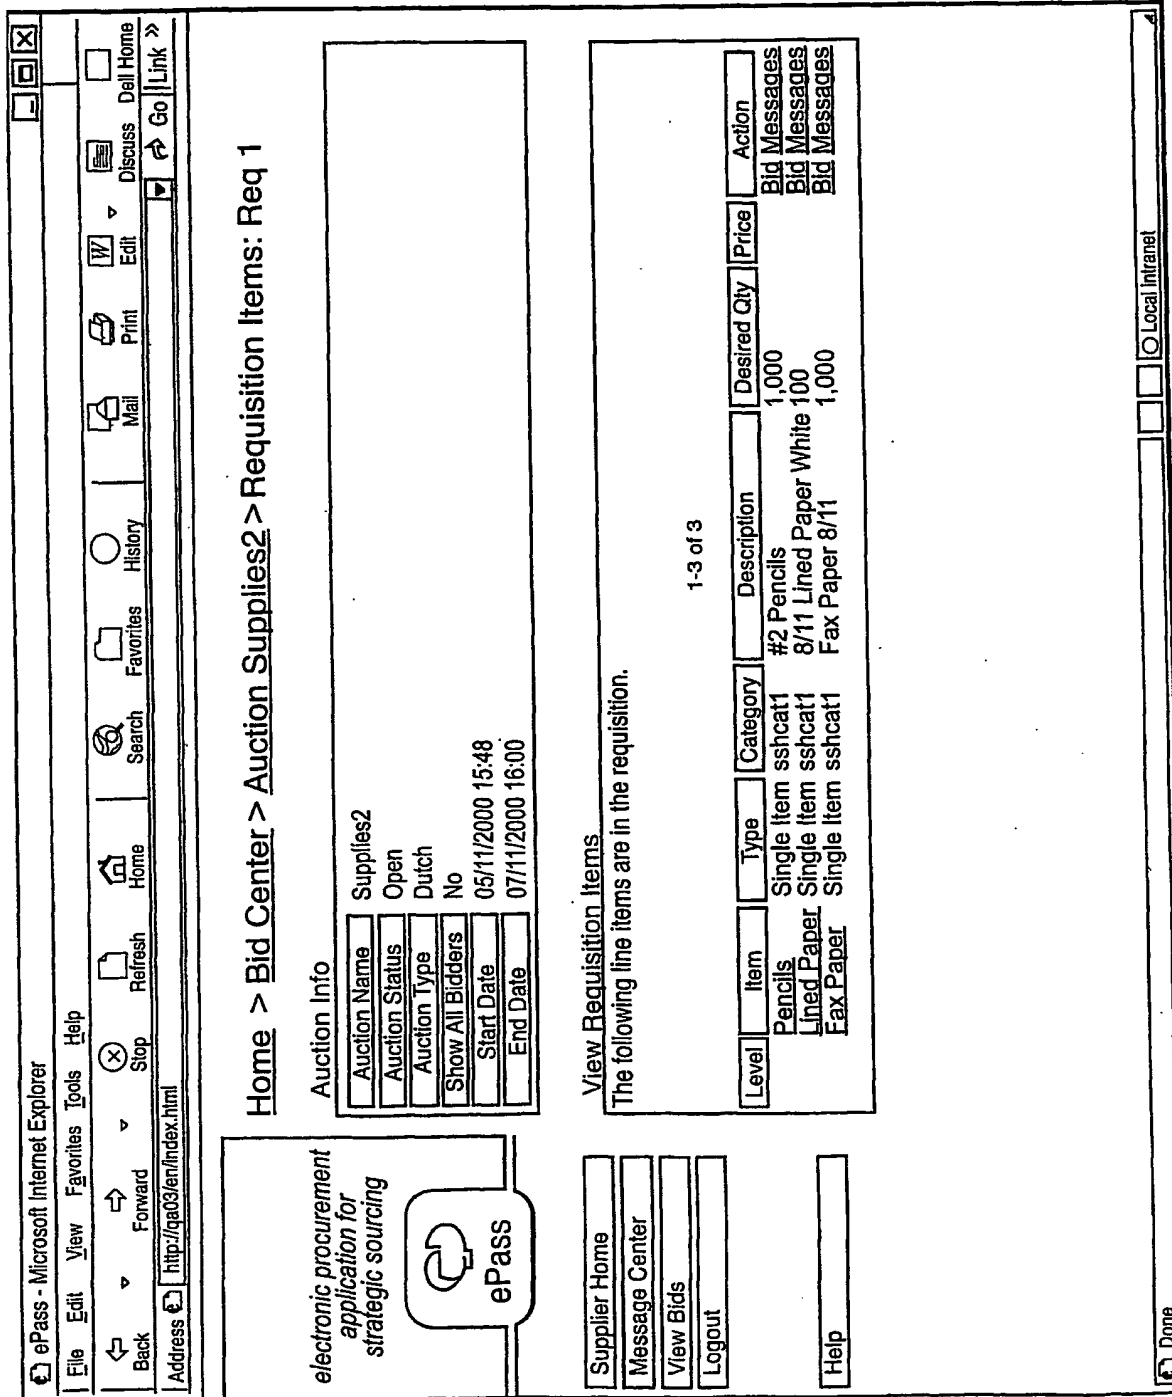 ePass - Microsoft Internet Explorer
File Edit View Favorites Tools Help
Back Forward Stop Refresh Home Search Favorites History Mail Print Edit Discuss Dell Home
Address http://qa03/en/index.html Go Link »
electronic procurement
application for
strategic sourcing
ePass
Supplier Home
Message Center
View Bids
Logout
Help
Home > Bid Center > Auction Supplies2 > Requisition Items: Req 1
Auction Info
Auction Name Supplies2
Auction Status Open
Auction Type Dutch
Show All Bidders No
Start Date 05/11/2000 15:48
End Date 07/11/2000 16:00
View Requisition Items
The following line items are in the requisition.
1-3 of 3
Level Item Type Category Description Desired Qty Price Action
Pencils Single Item sshcat1 #2 Pencils 1,000 Bid Messages
Lined Paper Single Item sshcat1 8/11 Lined Paper White 100 Bid Messages
Fax Paper Single Item sshcat1 Fax Paper 8/11 1,000 Bid Messages
Done Local intranet